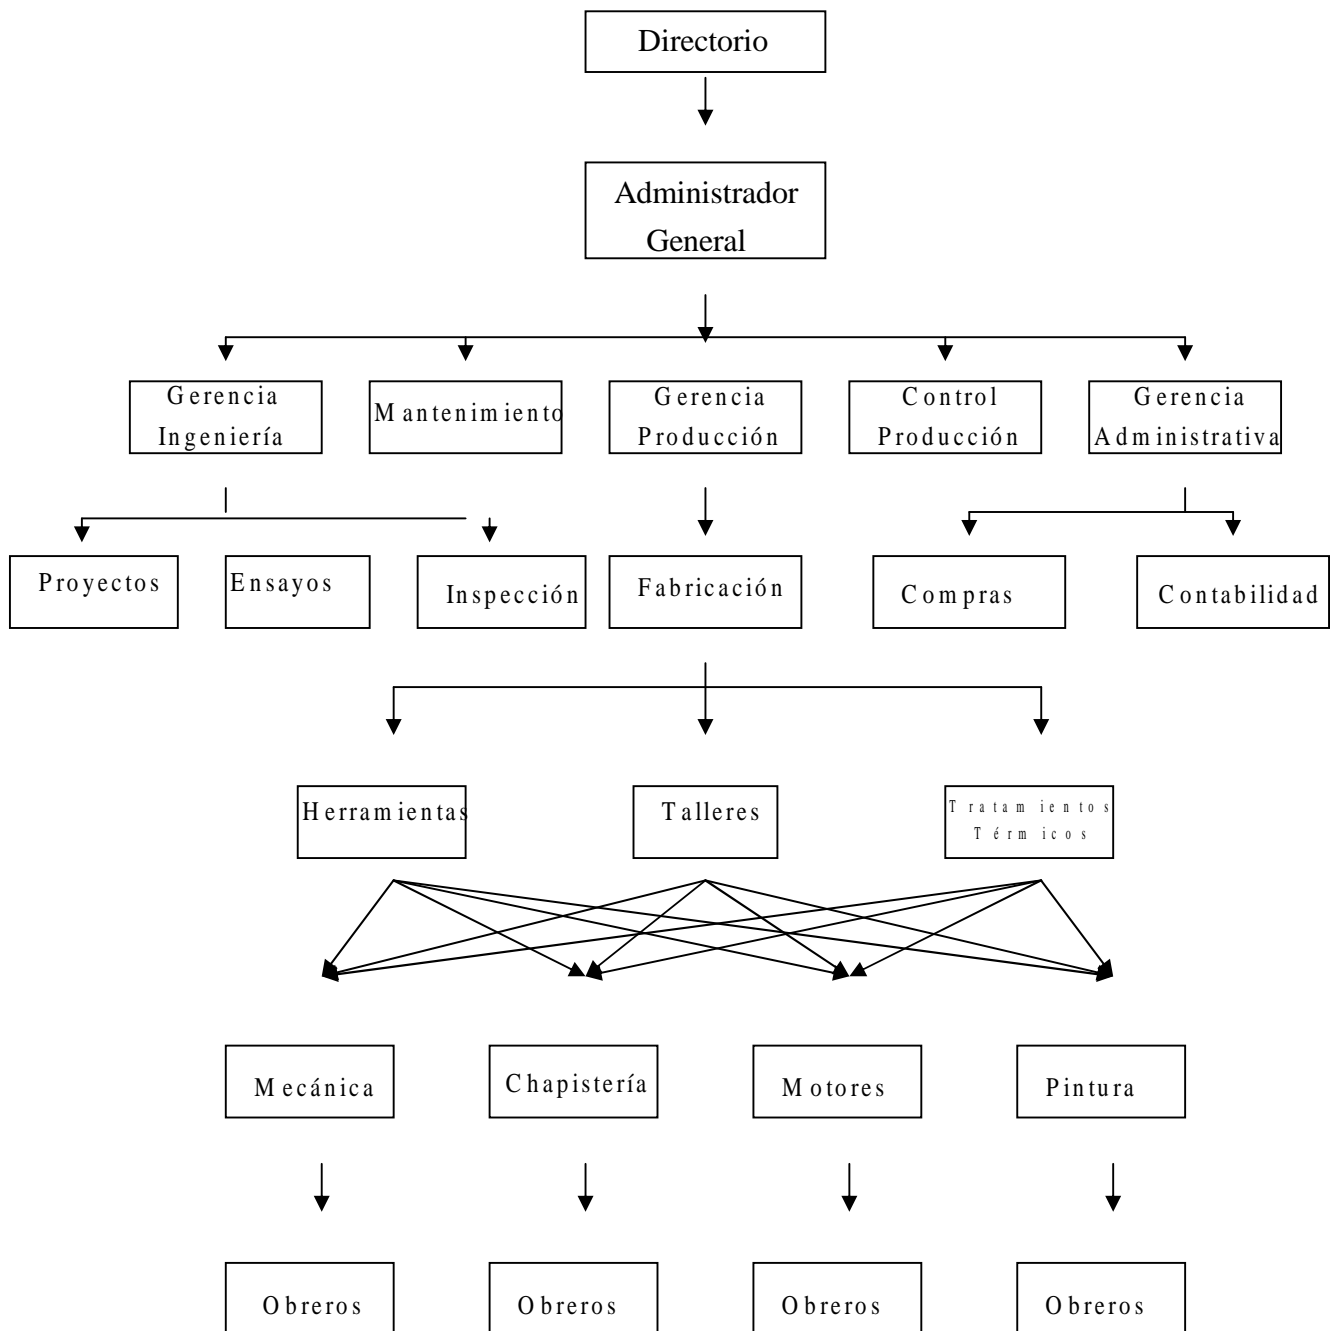 Directorio
Administrador
General
Gerencia
Ingeniería
Mantenimiento
Gerencia
Producción
Control
Producción
Gerencia
Administrativa
Proyectos
Ensayos
Inspección
Fabricación
Compras
Contabilidad
Herramientas
Talleres
Tratamientos
Térmicos
Mecánica
Chapistería
Motores
Pintura
Obreros
Obreros
Obreros
Obreros